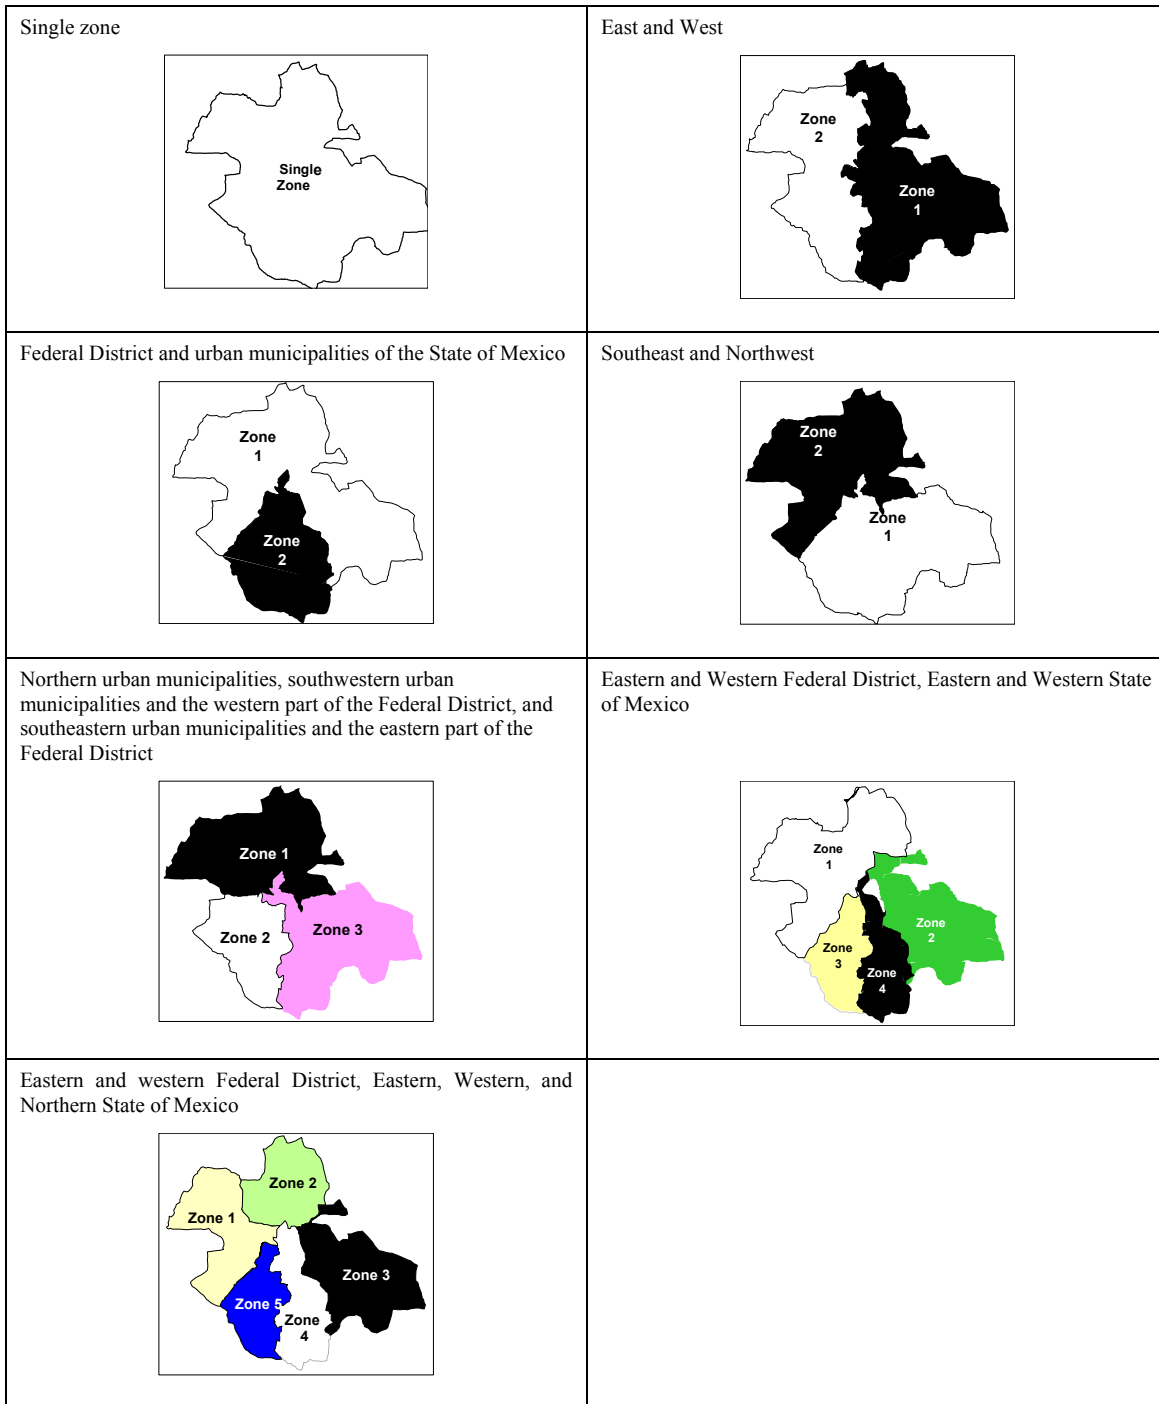 Single zone
Single
Zone
East and West
Zone
2
Zone
1
Federal District and urban municipalities of the State of Mexico
Zone
1
Zone
2
Southeast and Northwest
Zone
2
Zone
1
Northern urban municipalities, southwestern urban
municipalities and the western part of the Federal District, and
southeastern urban municipalities and the eastern part of the
Federal District
Zone 1
Zone 2
Zone 3
Eastern and Western Federal District, Eastern and Western State
of Mexico
Zone
1
Zone
2
Zone
3
Zone
4
Eastern and western Federal District, Eastern, Western, and
Northern State of Mexico
Zone 2
Zone 1
Zone 3
Zone 5
Zone
4